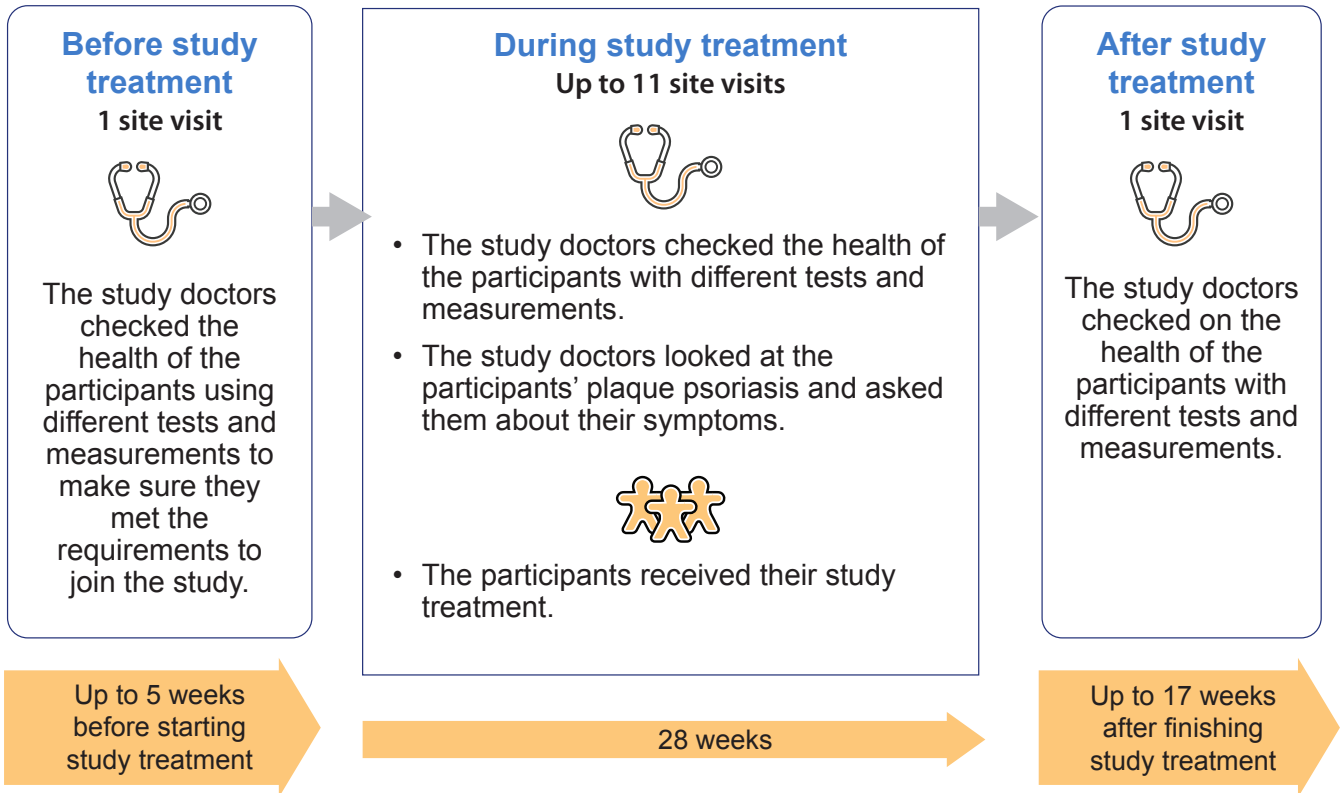 Before study
treatment
1 site visit
The study doctors
checked the
health of the
participants using
different tests and
measurements to
make sure they
met the
requirements to
join the study.
Up to 5 weeks
before starting
study treatment
During study treatment
Up to 11 site visits
• The study doctors checked the health of
the participants with different tests and
measurements.
• The study doctors looked at the
participants’ plaque psoriasis and asked
them about their symptoms.
• The participants received their study
treatment.
28 weeks
After study
treatment
1 site visit
The study doctors
checked on the
health of the
participants with
different tests and
measurements.
Up to 17 weeks
after finishing
study treatment